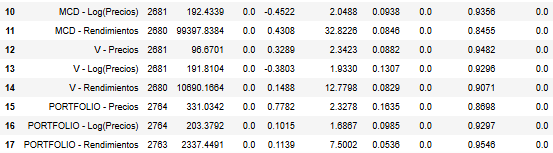 10 MCD - Log(Precios) 2681 192.4339 0.0 -0.4522 2.0488 0.0938 0.0 0.9356 0.0
11 MCD - Rendimientos 2680 99397.8384 0.0 0.4308 32.8226 0.0846 0.0 0.8455 0.0
12 V - Precios 2681 96.6701 0.0 0.3289 2.3423 0.0882 0.0 0.9482 0.0
13 V - Log(Precios) 2681 191.8104 0.0 -0.3803 1.9330 0.1307 0.0 0.9296 0.0
14 V - Rendimientos 2680 10690.1664 0.0 0.1488 12.7798 0.0829 0.0 0.9071 0.0
15 PORTFOLIO - Precios 2764 331.0342 0.0 0.7782 2.3278 0.1635 0.0 0.8698 0.0
16 PORTFOLIO - Log(Precios) 2764 203.3792 0.0 0.1015 1.6867 0.0985 0.0 0.9297 0.0
17 PORTFOLIO - Rendimientos 2763 2337.4491 0.0 0.1139 7.5002 0.0536 0.0 0.9546 0.0